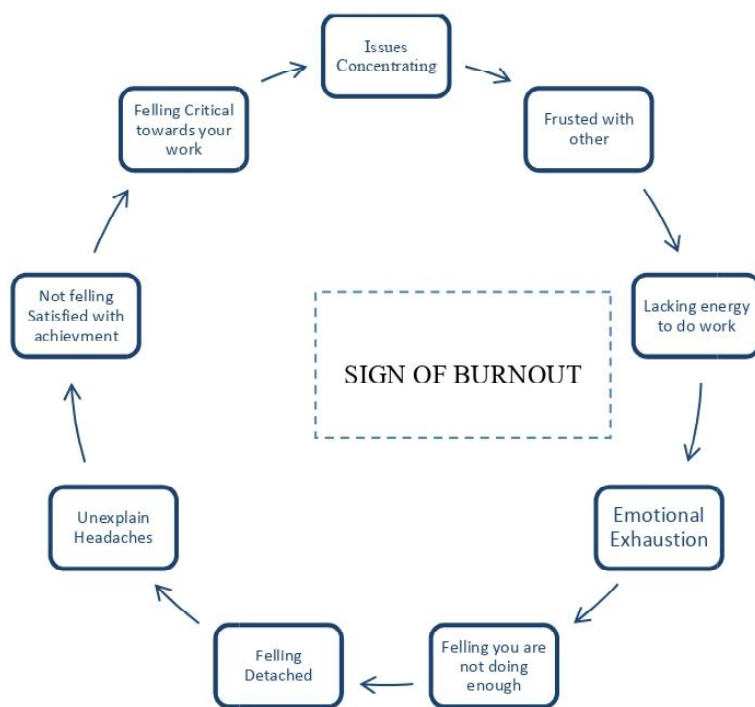 Issues
Concentrating
Frusted with
other
Lacking energy
to do work
Emotional
Exhaustion
Felling you are
not doing
enough
Felling
Detached
Unexplain
Headaches
Not felling
Satisfied with
achievment
Felling Critical
towards your
work
SIGN OF BURNOUT